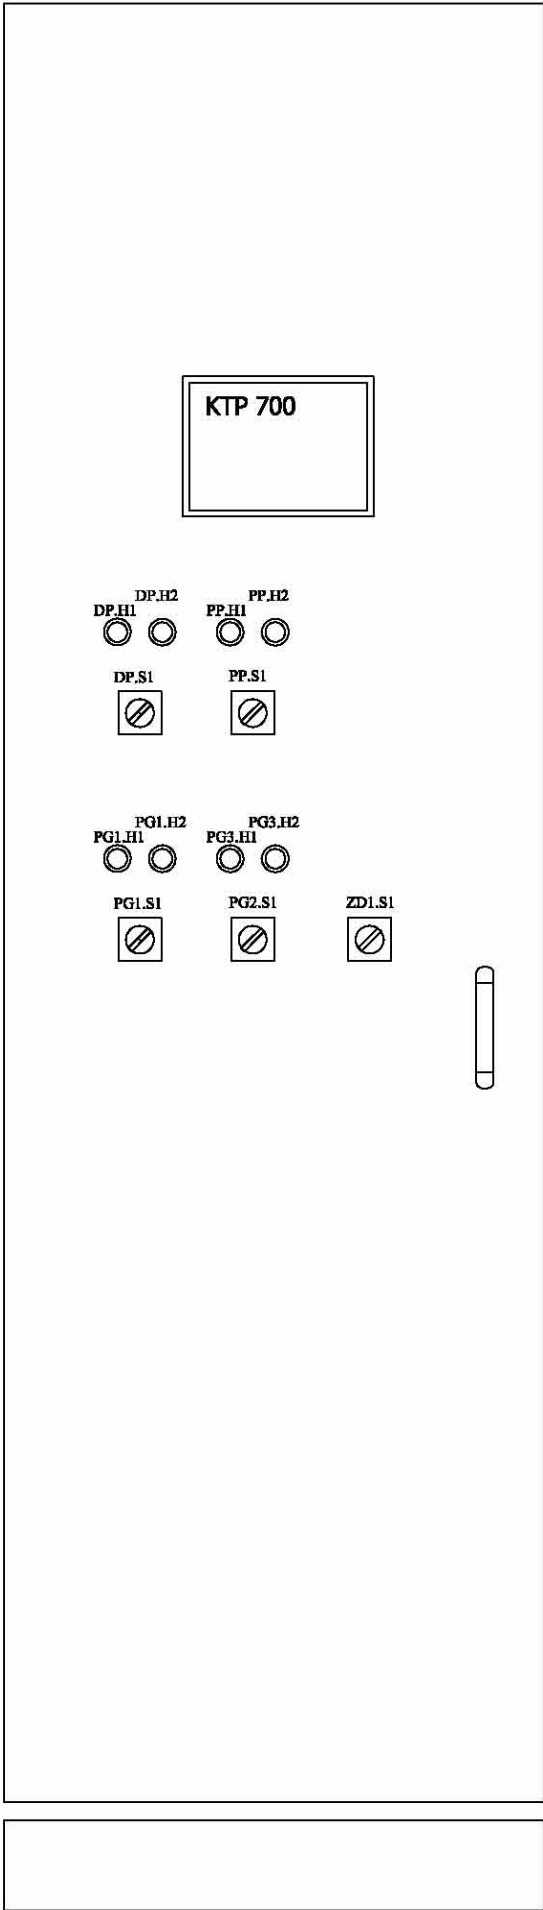 KTP 700
DP.H2 PP.H2
DP.H1 PP.H1
DP.S1 PP.S1
PG1.H2 PG3.H2
PG1.H1 PG3.H1
PG1.S1 PG2.S1 ZD1.S1